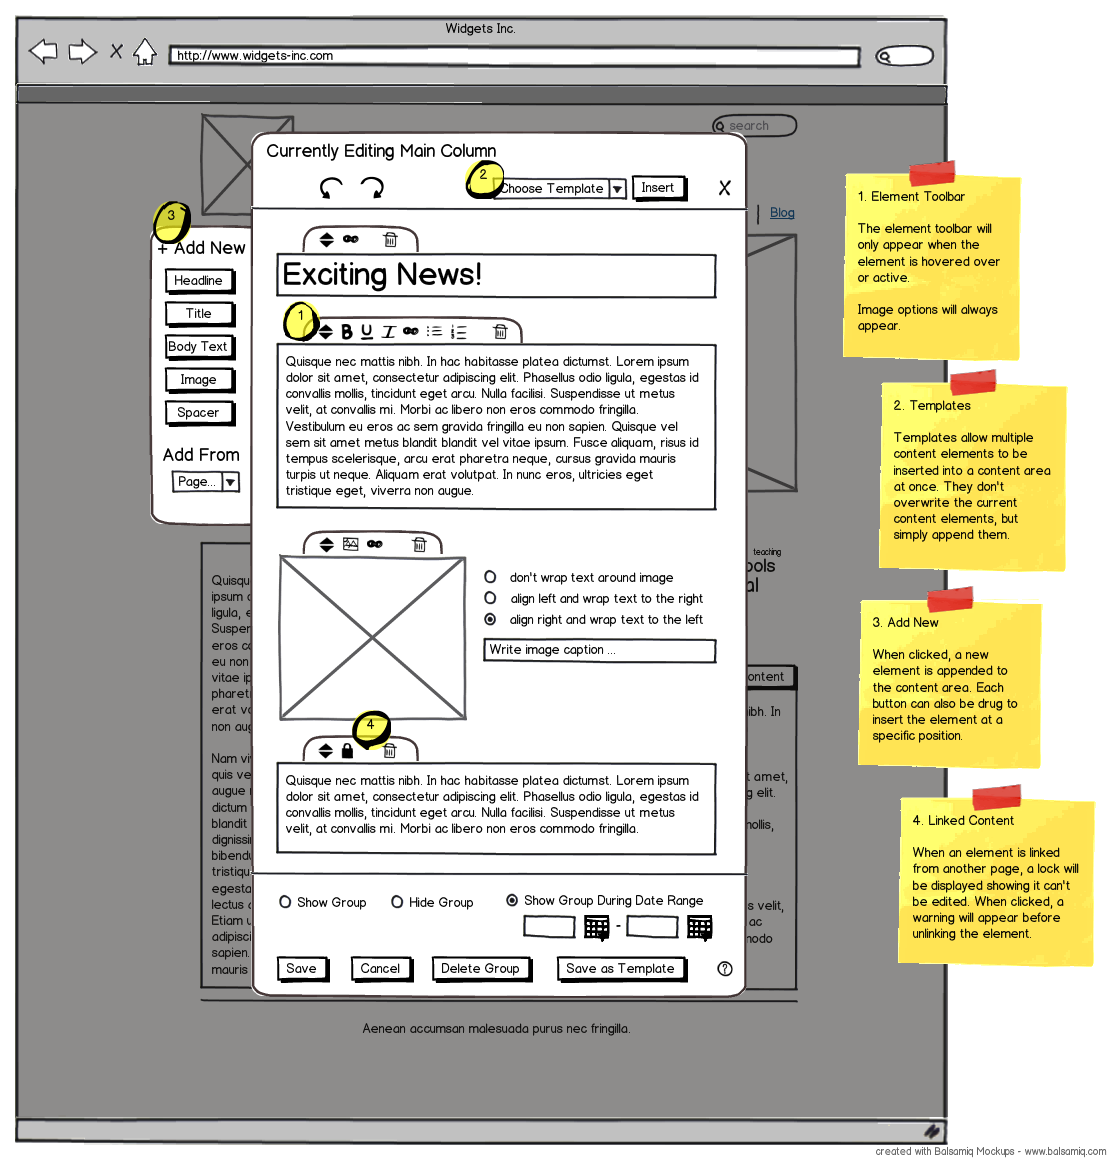 Widgets Inc.
http://www.widgets-inc.com
search
Currently Editing Main Column
2
Choose Template
Insert
X
Blog
3
+ Add New
Headline
Title
Body Text
Image
Spacer
Add From
Page...
Exciting News!
1
B U I
Quisque nec mattis nibh. In hac habitasse platea dictumst. Lorem ipsum
dolor sit amet, consectetur adipiscing elit. Phasellus odio ligula, egestas id
convallis mollis, tincidunt eget arcu. Nulla facilisi. Suspendisse ut metus
velit, at convallis mi. Morbi ac libero non eros commodo fringilla.
Vestibulum eu eros ac sem gravida fringilla eu non sapien. Quisque vel
sem sit amet metus blandit blandit vel vitae ipsum. Fusce aliquam, risus id
tempus scelerisque, arcu erat pharetra neque, cursus gravida mauris
turpis ut neque. Aliquam erat volutpat. In nunc eros, ultricies eget
tristique eget, viverra non augue.
don't wrap text around image
align left and wrap text to the right
align right and wrap text to the left
Write image caption ...
4
Quisque nec mattis nibh. In hac habitasse platea dictumst. Lorem ipsum
dolor sit amet, consectetur adipiscing elit. Phasellus odio ligula, egestas id
convallis mollis, tincidunt eget arcu. Nulla facilisi. Suspendisse ut metus
velit, at convallis mi. Morbi ac libero non eros commodo fringilla.
Show Group
Hide Group
Show Group During Date Range
-
Save
Cancel
Delete Group
Save as Template
?
Quisqu
ipsum
ligula, e
Susper
eros c
eu non
vitae ip
pharetr
erat vo
non aug
Nam vi
quis ve
augue
dictum
blandit
dignissi
bibendu
tristiqu
egesta
lectus
Etiam u
adipisci
sapien.
mauris
teaching
ools
al
ontent
ibh. In
t amet,
g elit.
nollis,
s velit,
ac
modo
Aenean accumsan malesuada purus nec fringilla.
1. Element Toolbar
The element toolbar will
only appear when the
element is hovered over
or active.
Image options will always
appear.
2. Templates
Templates allow multiple
content elements to be
inserted into a content area
at once. They don't
overwrite the current
content elements, but
simply append them.
3. Add New
When clicked, a new
element is appended to
the content area. Each
button can also be drug to
insert the element at a
specific position.
4. Linked Content
When an element is linked
from another page, a lock will
be displayed showing it can't
be edited. When clicked, a
warning will appear before
unlinking the element.
created with Balsamiq Mockups - www.balsamiq.com